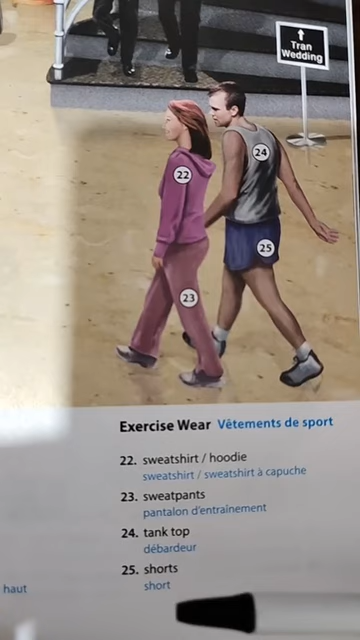 ↑
Tran
Wedding
22
24
25
23
Exercise Wear Vêtements de sport
22. sweatshirt / hoodie
sweatshirt / sweatshirt à capuche
23. sweatpants
pantalon d'entraînement
24. tank top
débardeur
25. shorts
short
haut